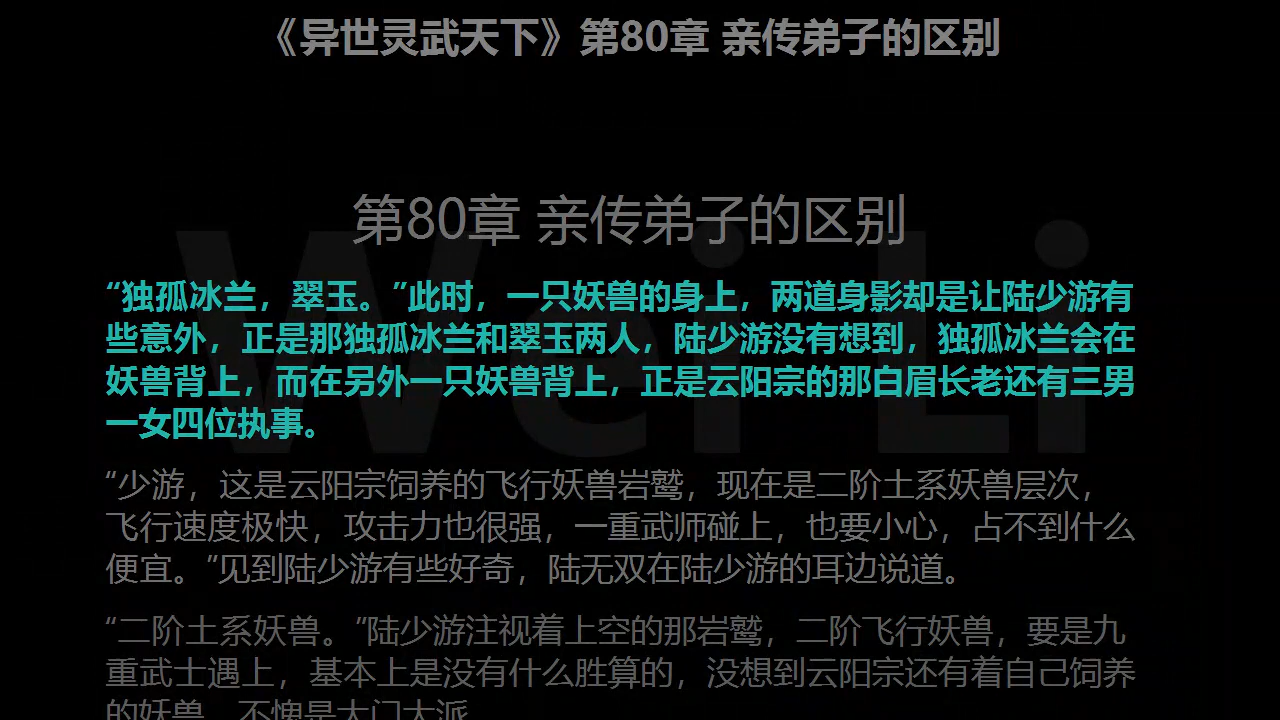 《异世灵武天下》第80章 亲传弟子的区别
第80章 亲传弟子的区别
Wei Li
“独孤冰兰，翠玉。”此时，一只妖兽的身上，两道身影却是让陆少游有
些意外，正是那独孤冰兰和翠玉两人，陆少游没有想到，独孤冰兰会在
妖兽背上，而在另外一只妖兽背上，正是云阳宗的那白眉长老还有三男
一女四位执事。
“少游，这是云阳宗饲养的飞行妖兽岩鹫，现在是二阶土系妖兽层次，
飞行速度极快，攻击力也很强，一重武师碰上，也要小心，占不到什么
便宜。”见到陆少游有些好奇，陆无双在陆少游的耳边说道。
“二阶土系妖兽。”陆少游注视着上空的那岩鹫，二阶飞行妖兽，要是九
重武士遇上，基本上是没有什么胜算的，没想到云阳宗还有着自己饲养
的妖兽，不愧是大门大派